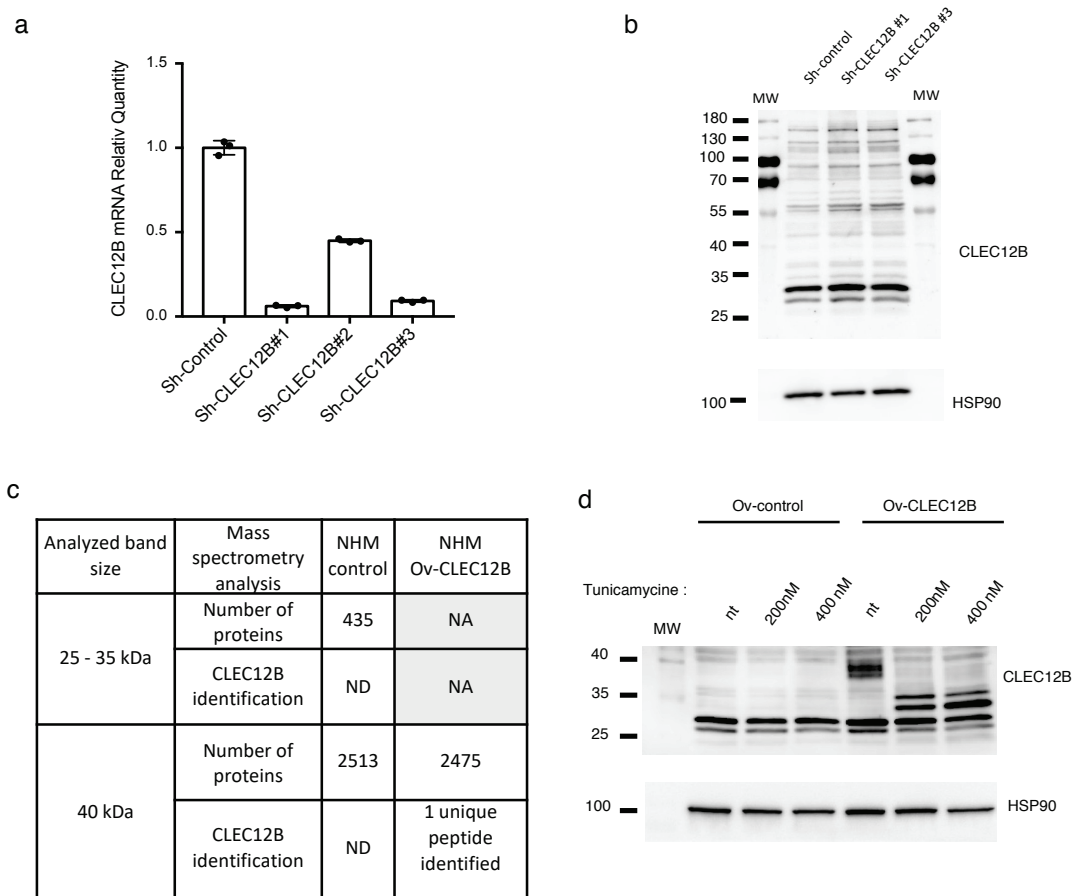 a
CLEC12B mRNA Relativ Quantity
1.5
1.0
0.5
0.0
Sh-Control
Sh-CLEC12B#1
Sh-CLEC12B#2
Sh-CLEC12B#3
b
Sh-control
Sh-CLEC12B #1
Sh-CLEC12B #3
MW
MW
180
130
100
70
55
40
35
25
CLEC12B
100
HSP90
c
Analyzed band
size
Mass
spectrometry
analysis
NHM
control
NHM
Ov-CLEC12B
25 - 35 kDa
Number of
proteins
435
NA
CLEC12B
identification
ND
NA
40 kDa
Number of
proteins
2513
2475
CLEC12B
identification
ND
1 unique
peptide
identified
d
Ov-control
Ov-CLEC12B
Tunicamycine :
nt
200nM
400 nM
nt
200nM
400 nM
MW
40
35
25
CLEC12B
100
HSP90